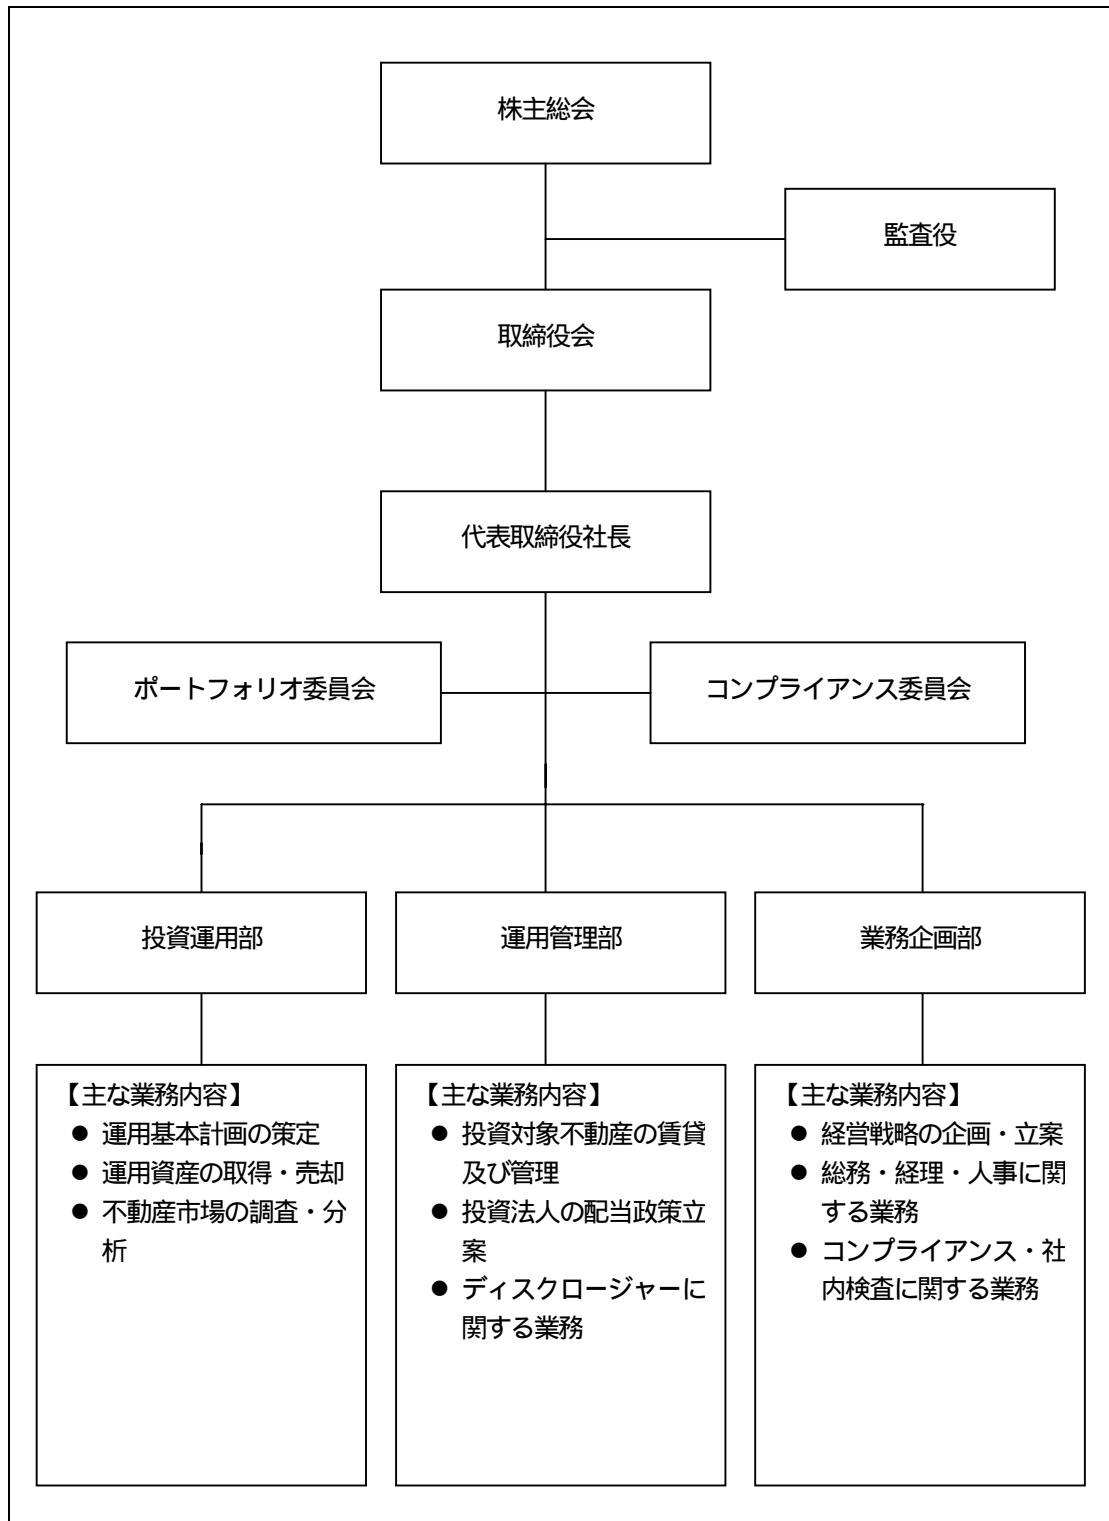 株主総会
監査役
取締役会
代表取締役社長
ポートフォリオ委員会
コンプライアンス委員会
投資運用部
運用管理部
業務企画部
【主な業務内容】
● 運用基本計画の策定
● 運用資産の取得・売却
● 不動産市場の調査・分
析
【主な業務内容】
● 投資対象不動産の賃貸
及び管理
● 投資法人の配当政策立
案
● ディスクロージャーに
関する業務
【主な業務内容】
● 経営戦略の企画・立案
● 総務・経理・人事に関
する業務
● コンプライアンス・社
内検査に関する業務